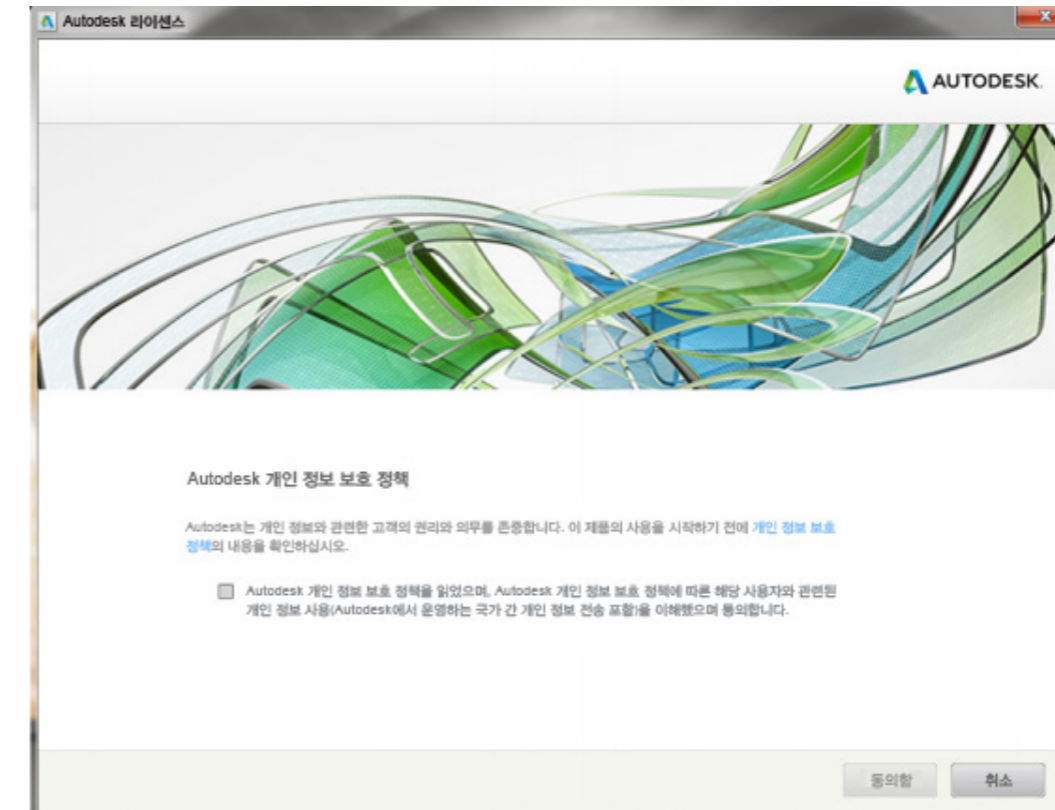 Autodesk 라이센스
AUTODESK.
Autodesk 개인 정보 보호 정책
Autodesk는 개인 정보와 관련한 고객의 권리와 의무를 존중합니다. 이 제품의 사용을 시작하기 전에 개인 정보 보호
정책의 내용을 확인하십시오.
Autodesk 개인 정보 보호 정책을 읽었으며, Autodesk 개인 정보 보호 정책에 따른 해당 사용자와 관련된
개인 정보 사용(Autodesk에서 운영하는 국가 간 개인 정보 전송 포함)을 이해했으며 동의합니다.
동의함
취소